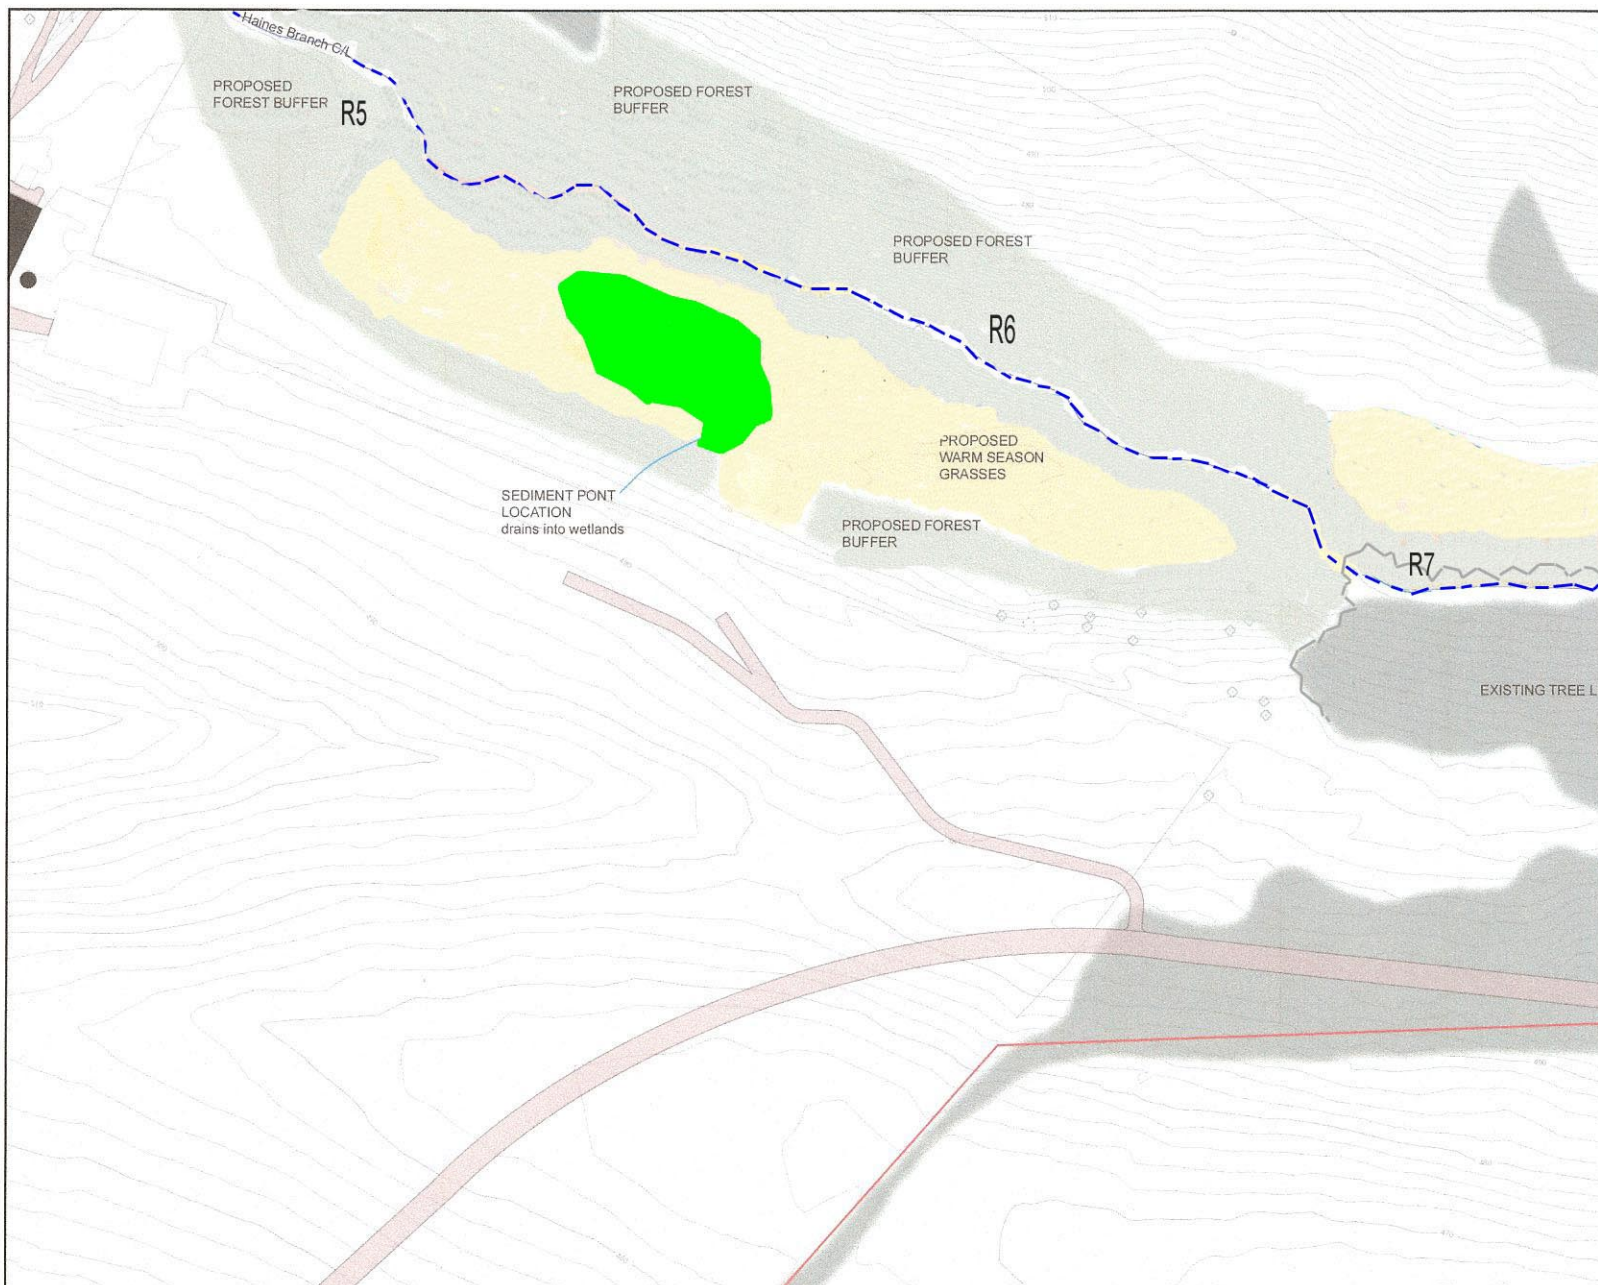 Haines Branch C/L
PROPOSED
FOREST BUFFER
R5
PROPOSED FOREST
BUFFER
PROPOSED FOREST
BUFFER
R6
PROPOSED
WARM SEASON
GRASSES
SEDIMENT PONT
LOCATION
drains into wetlands
PROPOSED FOREST
BUFFER
R7
EXISTING TREE L
510